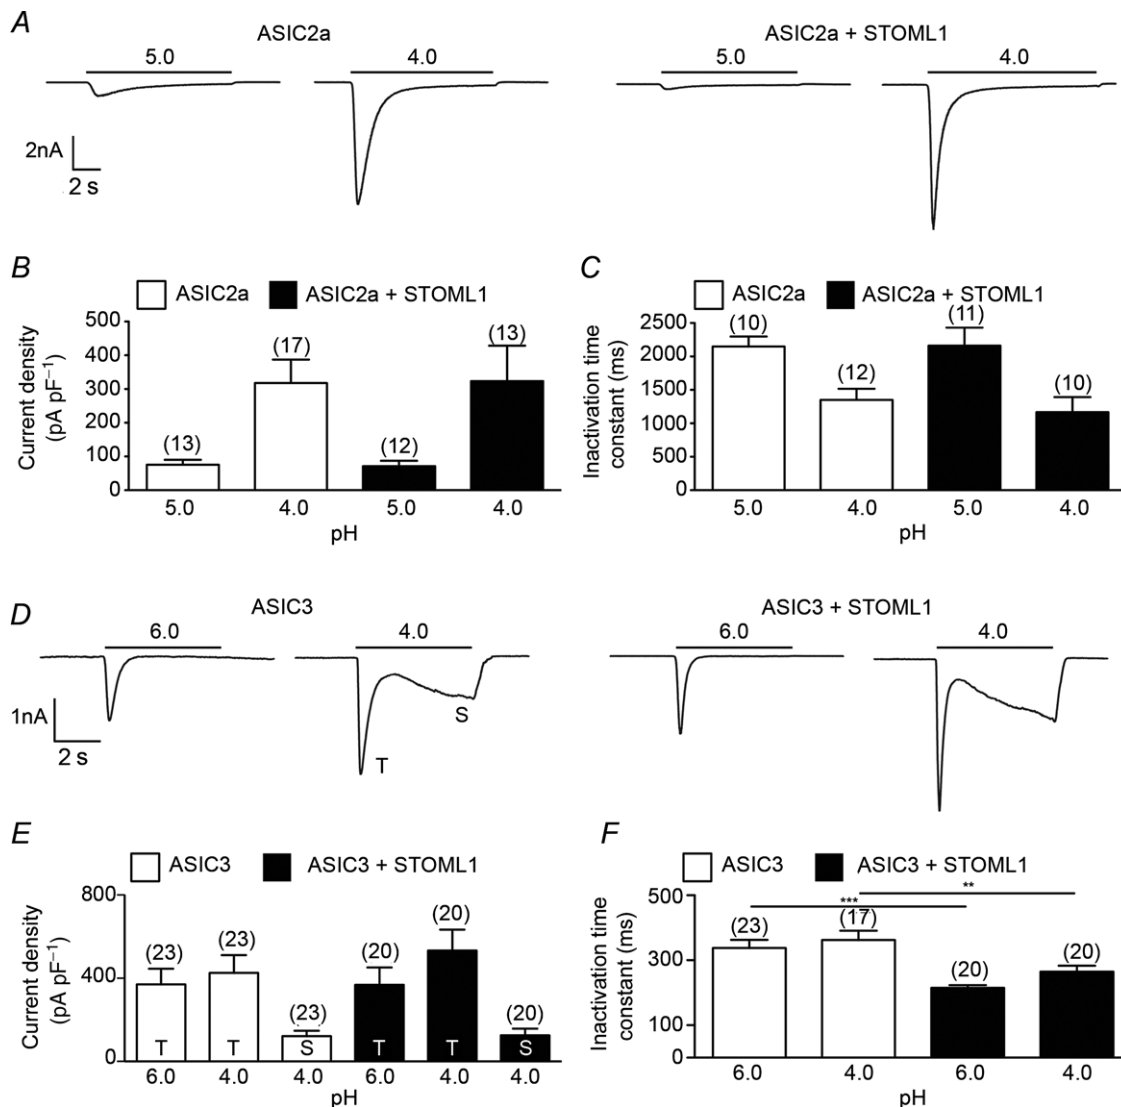 A
ASIC2a
ASIC2a + STOML1
5.0
4.0
5.0
4.0
2nA
2 s
B
ASIC2a
ASIC2a + STOML1
Current density
(pA pF⁻¹)
500
400
300
200
100
0
(13)
(17)
(12)
(13)
5.0
4.0
5.0
4.0
pH
C
ASIC2a
ASIC2a + STOML1
Inactivation time
constant (ms)
2500
2000
1500
1000
500
0
(10)
(12)
(11)
(10)
5.0
4.0
5.0
4.0
pH
D
ASIC3
ASIC3 + STOML1
6.0
4.0
6.0
4.0
1nA
2 s
T
S
E
ASIC3
ASIC3 + STOML1
Current density
(pA pF⁻¹)
800
400
0
(23)
(23)
(23)
(20)
(20)
(20)
T
T
S
T
T
S
6.0
4.0
4.0
6.0
4.0
4.0
pH
F
ASIC3
ASIC3 + STOML1
Inactivation time
constant (ms)
500
300
100
0
***
**
(23)
(17)
(20)
(20)
6.0
4.0
6.0
4.0
pH